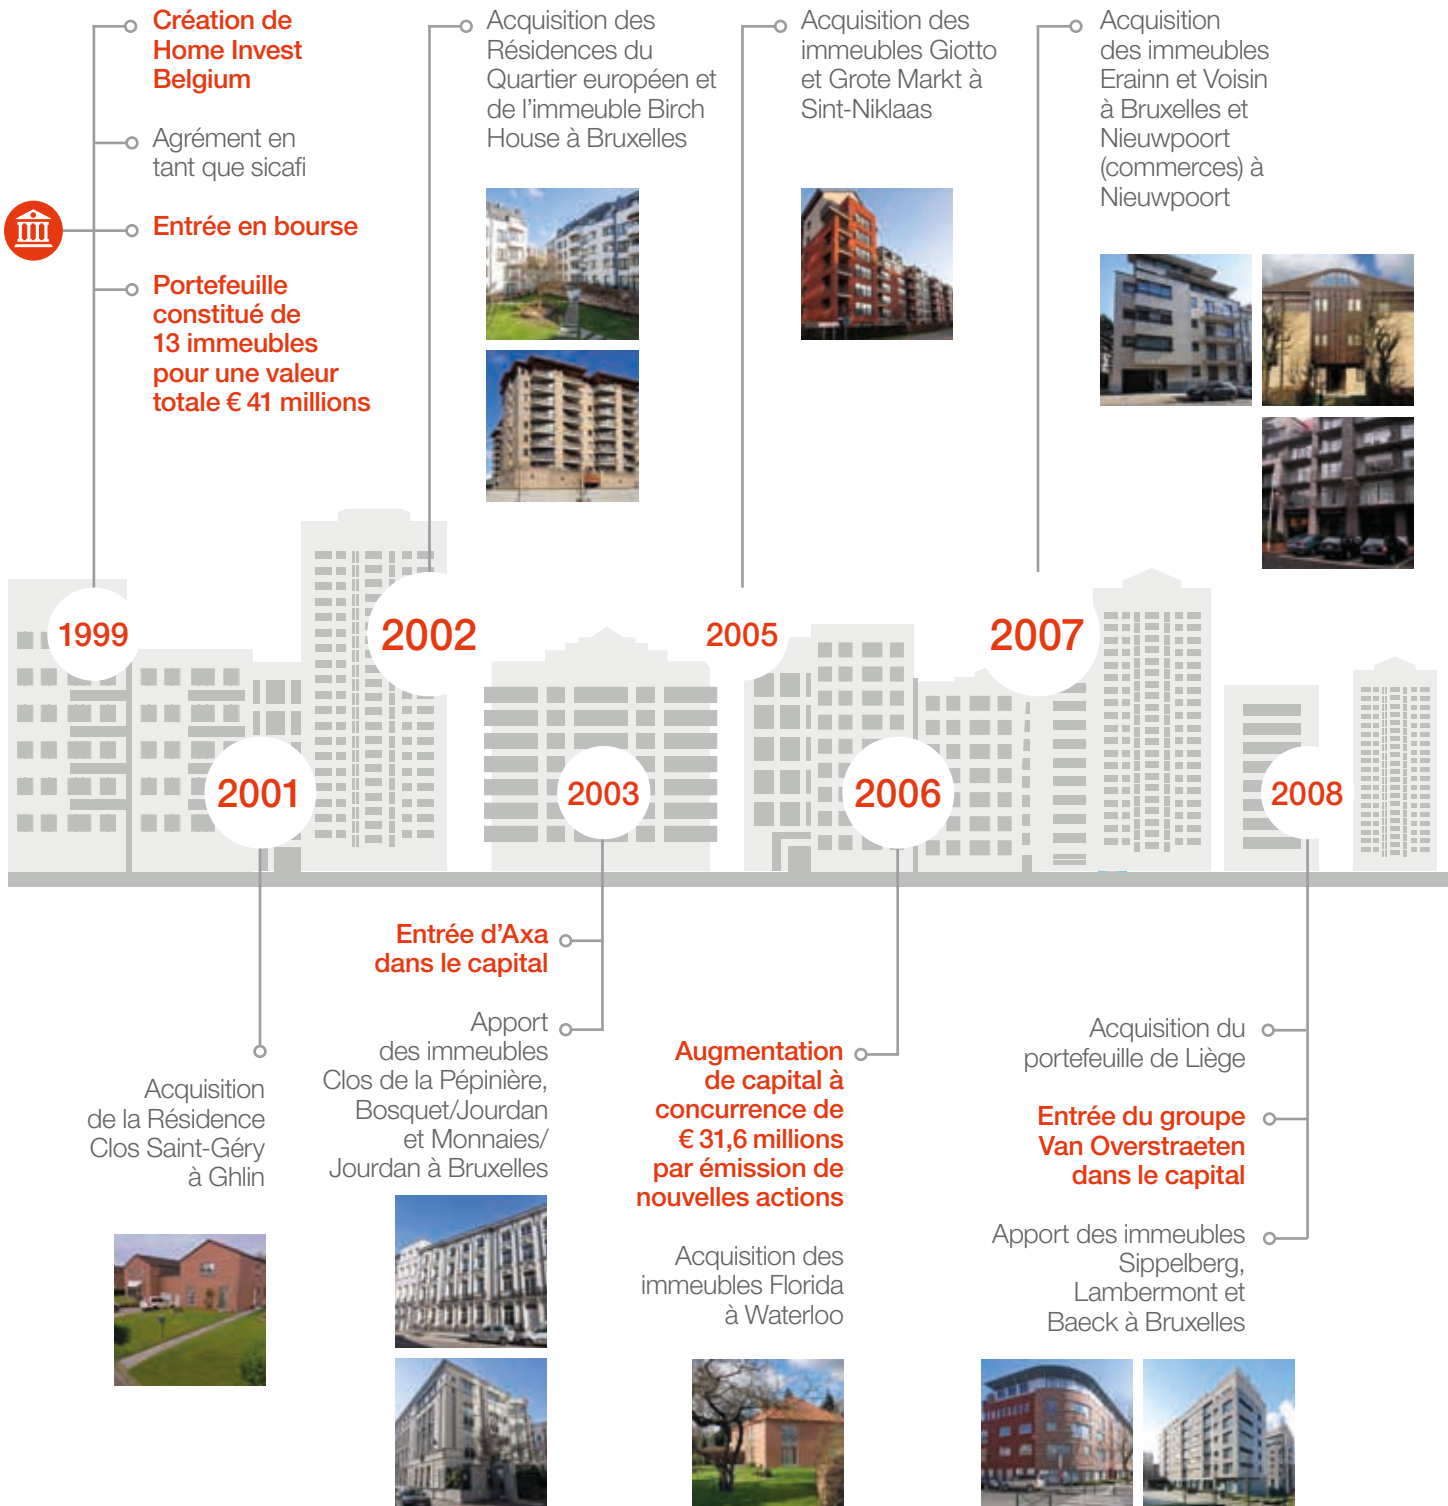 Création de
Home Invest
Belgium
Agrément en
tant que sicafi
Entrée en bourse
Portefeuille
constitué de
13 immeubles
pour une valeur
totale € 41 millions
Acquisition des
Résidences du
Quartier européen et
de l'immeuble Birch
House à Bruxelles
Acquisition des
immeubles Giotto
et Grote Markt à
Sint-Niklaas
Acquisition
des immeubles
Erainn et Voisin
à Bruxelles et
Nieuwpoort
(commerces) à
Nieuwpoort
1999
2002
2005
2007
2001
2003
2006
2008
Acquisition
de la Résidence
Clos Saint-Géry
à Ghlin
Entrée d'Axa
dans le capital
Apport
des immeubles
Clos de la Pépinière,
Bosquet/Jourdan
et Monnaies/
Jourdan à Bruxelles
Augmentation
de capital à
concurrence de
€ 31,6 millions
par émission de
nouvelles actions
Acquisition des
immeubles Florida
à Waterloo
Acquisition du
portefeuille de Liège
Entrée du groupe
Van Overstraeten
dans le capital
Apport des immeubles
Sippelberg,
Lambermont et
Baeck à Bruxelles